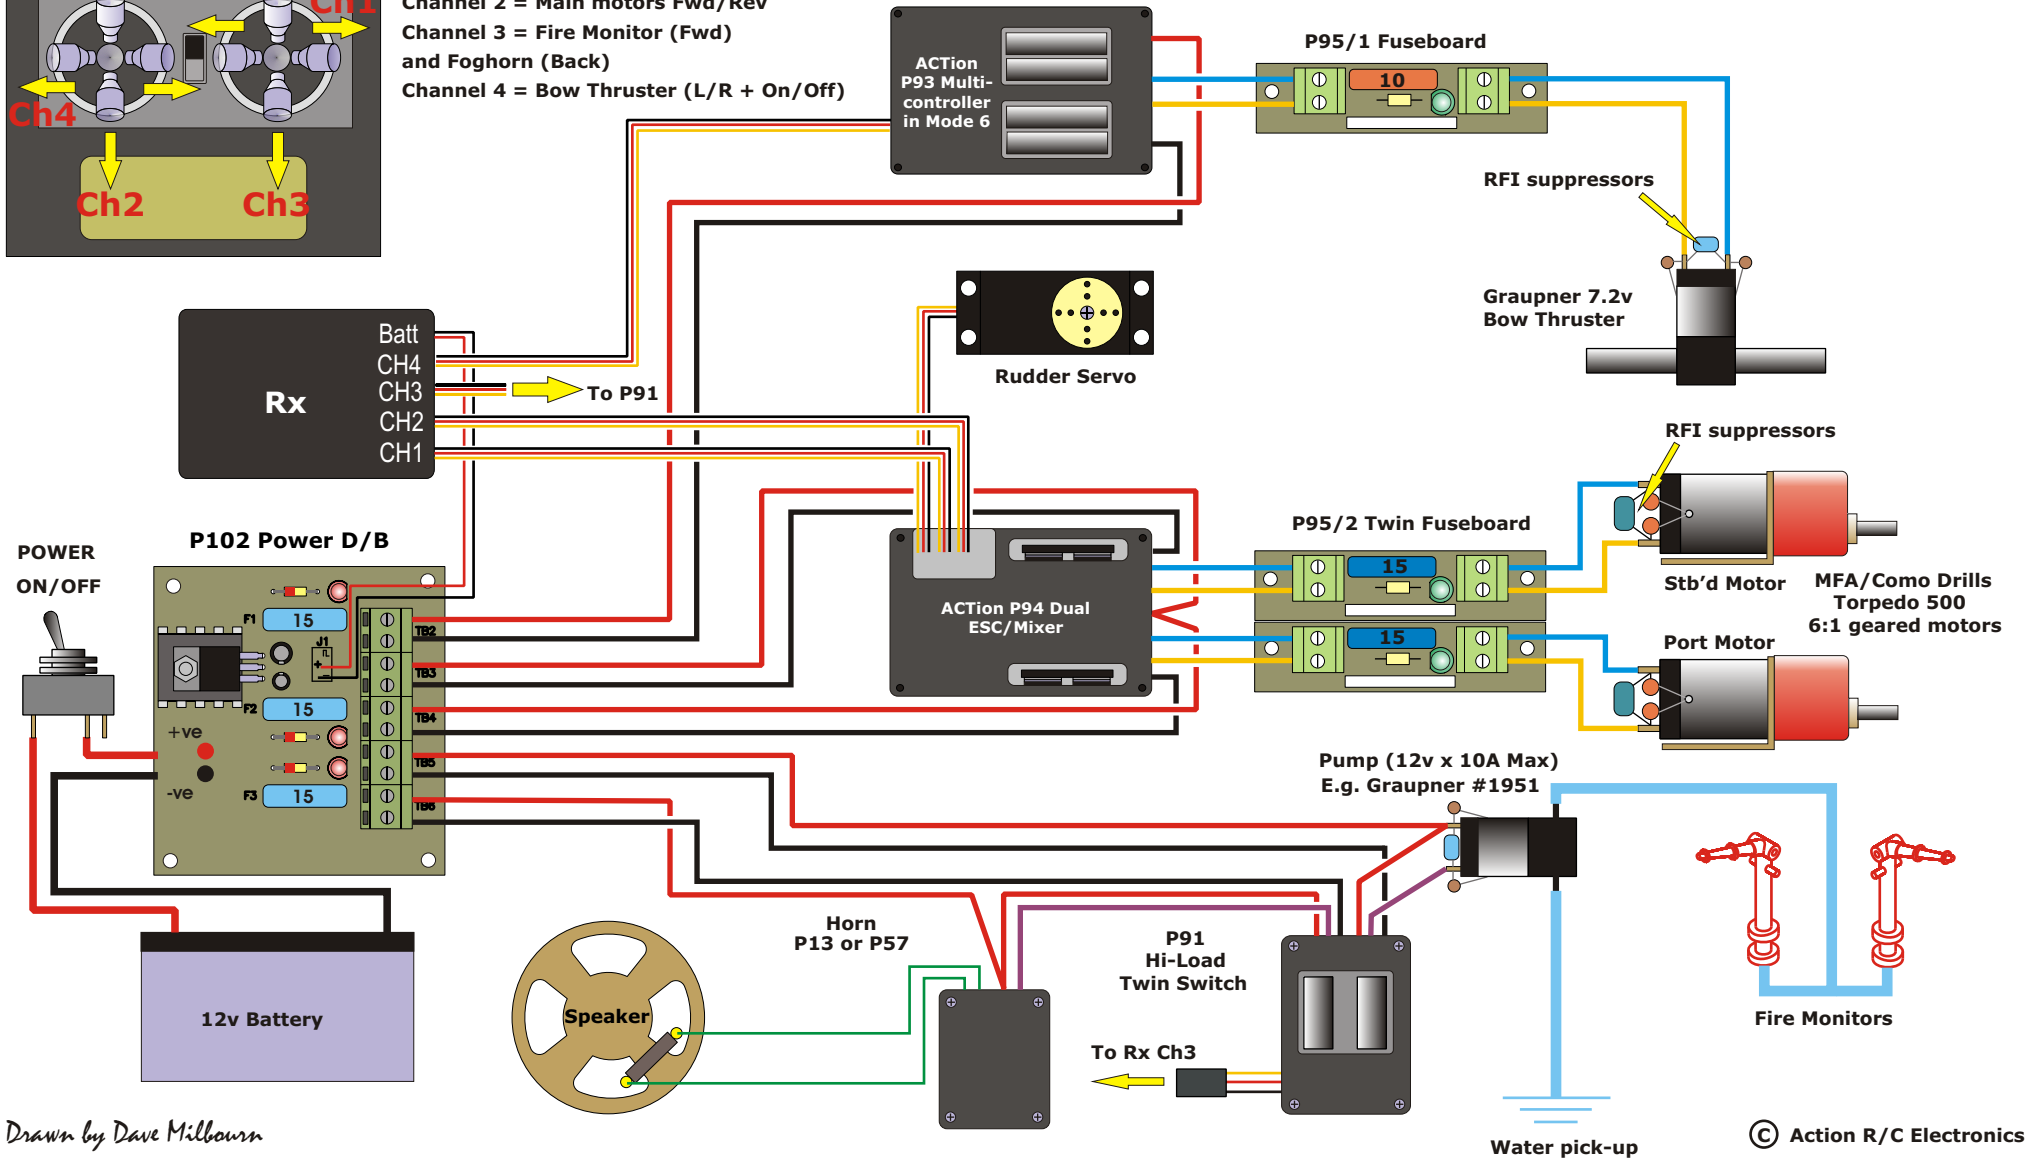 Ch1
Channel 2 = Main motors Fwd/Rev
Channel 3 = Fire Monitor (Fwd)
and Foghorn (Back)
Channel 4 = Bow Thruster (L/R + On/Off)
Ch4
Ch2
Ch3
ACTion
P93 Multi-
controller
in Mode 6
P95/1 Fuseboard
10
RFI suppressors
Graupner 7.2v
Bow Thruster
Rudder Servo
Rx
Batt
CH4
CH3
CH2
CH1
To P91
RFI suppressors
P95/2 Twin Fuseboard
15
15
Stb'd Motor
MFA/Como Drills
Torpedo 500
6:1 geared motors
Port Motor
ACTion P94 Dual
ESC/Mixer
POWER
ON/OFF
P102 Power D/B
F1
15
J1
+
-
F2
15
F3
15
+ve
-ve
TB2
TB3
TB4
TB5
TB6
Pump (12v x 10A Max)
E.g. Graupner #1951
12v Battery
Speaker
Horn
P13 or P57
P91
Hi-Load
Twin Switch
To Rx Ch3
Fire Monitors
Water pick-up
Drawn by Dave Milbourn
© Action R/C Electronics